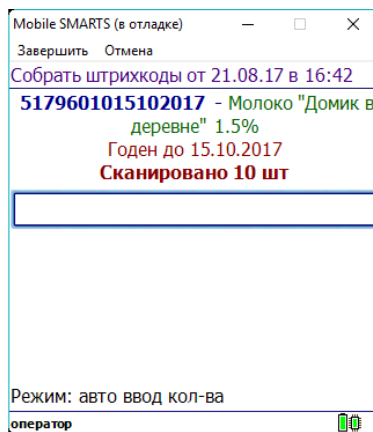 Mobile SMARTS (в отладке)
Завершить Отмена
Собрать штрихкоды от 21.08.17 в 16:42
5179601015102017 - Молоко "Домик в
деревне" 1.5%
Годен до 15.10.2017
Сканировано 10 шт
Режим: авто ввод кол-ва
оператор